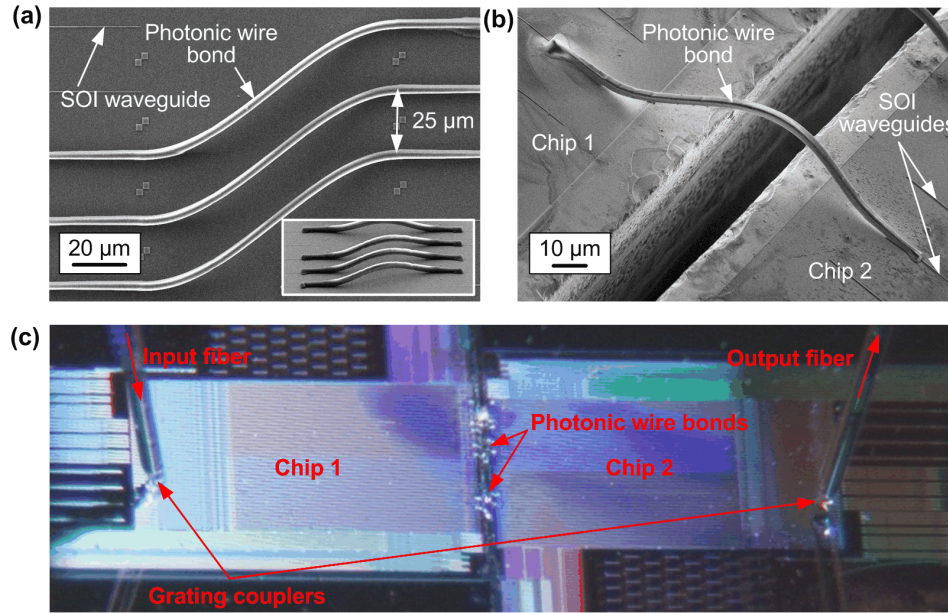 (a)
Photonic wire
bond
SOI waveguide
25 μm
20 μm
(b)
Photonic wire
bond
SOI
waveguides
Chip 1
10 μm
Chip 2
(c)
Input fiber
Output fiber
Photonic wire bonds
Chip 1
Chip 2
Grating couplers